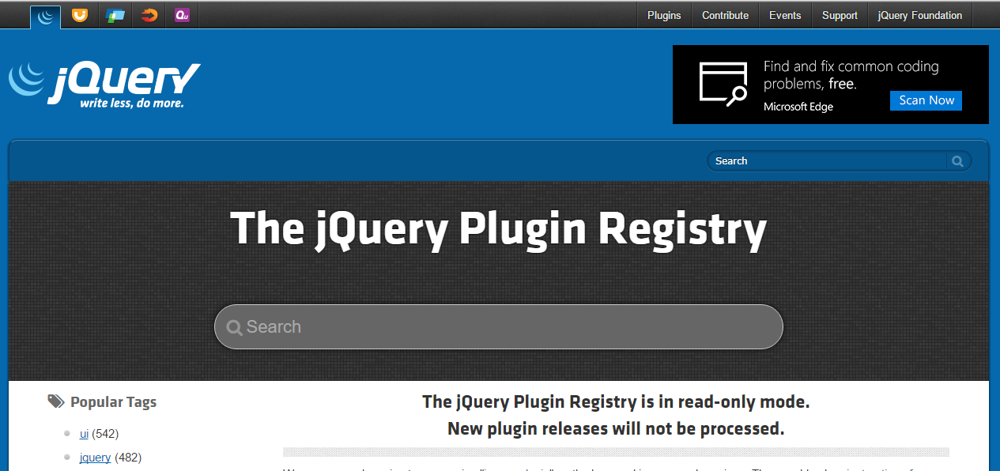 Plugins
Contribute
Events
Support
jQuery Foundation
jQuery
write less, do more.
Find and fix common coding
problems, free.
Microsoft Edge
Scan Now
Search
The jQuery Plugin Registry
Search
Popular Tags
ui (542)
jquery (482)
The jQuery Plugin Registry is in read-only mode.
New plugin releases will not be processed.